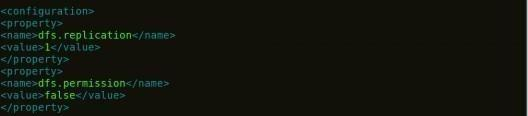 <configuration>
<property>
<name>dfs.replication</name>
<value>1</value>
</property>
<property>
<name>dfs.permission</name>
<value>false</value>
</property>